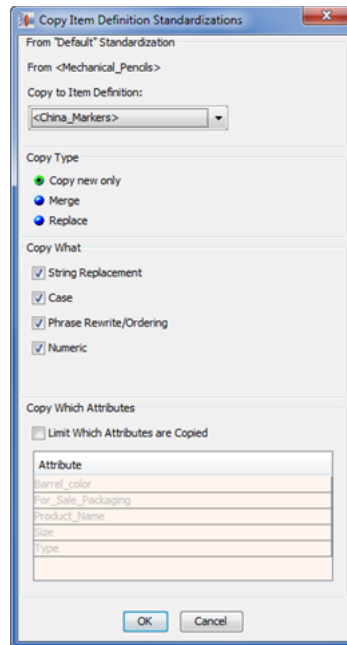 Copy Item Definition Standardizations
From "Default" Standardization
From <Mechanical_Pencils>
Copy to Item Definition:
<China_Markers>
Copy Type
Copy new only
Merge
Replace
Copy What
String Replacement
Case
Phrase Rewrite/Ordering
Numeric
Copy Which Attributes
Limit Which Attributes are Copied
Attribute
Barrel_color
For_Sale_Packaging
Product_Name
Size
Type
OK Cancel